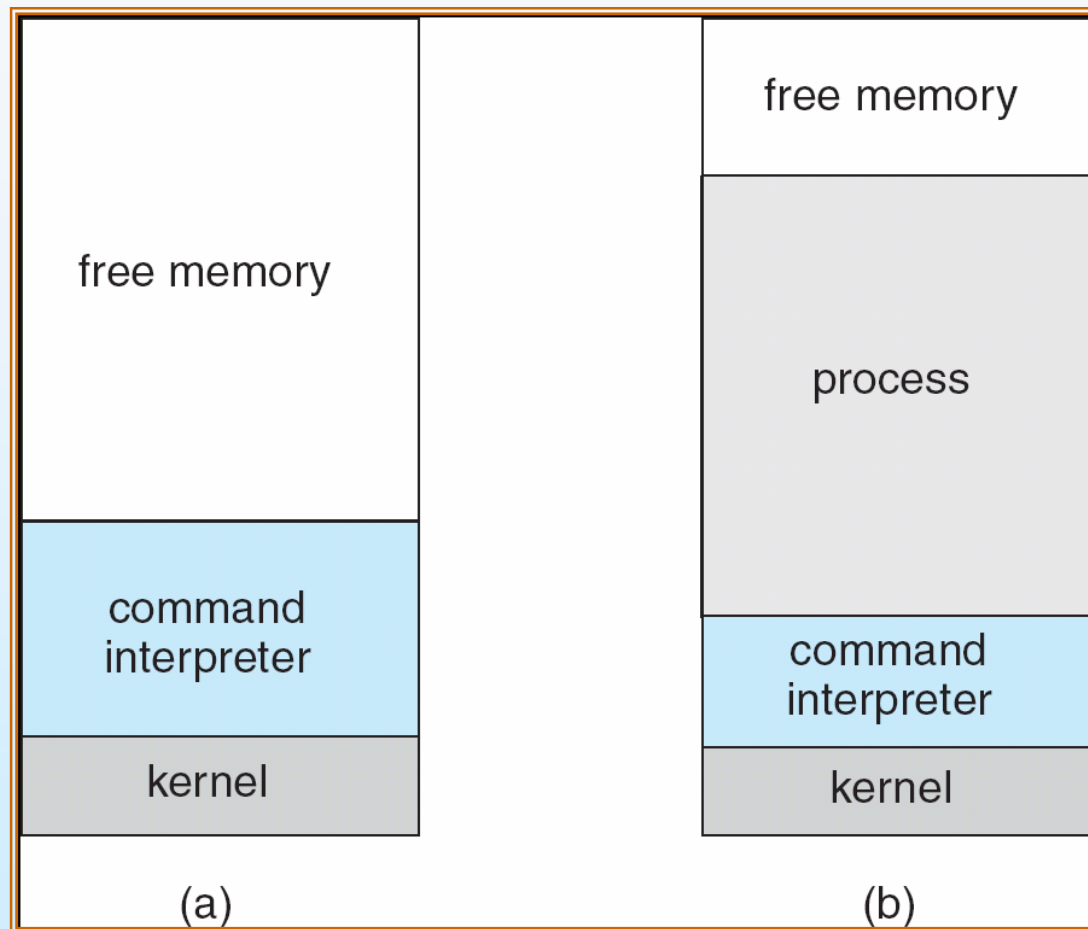 free memory
command
interpreter
kernel
(a)
free memory
process
command
interpreter
kernel
(b)